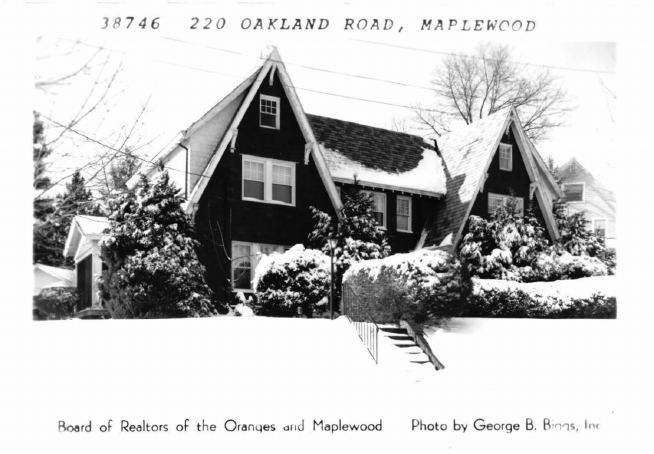 38746 220 OAKLAND ROAD, MAPLEWOOD
Board of Realtors of the Oranges and Maplewood Photo by George B. Biggs, Inc